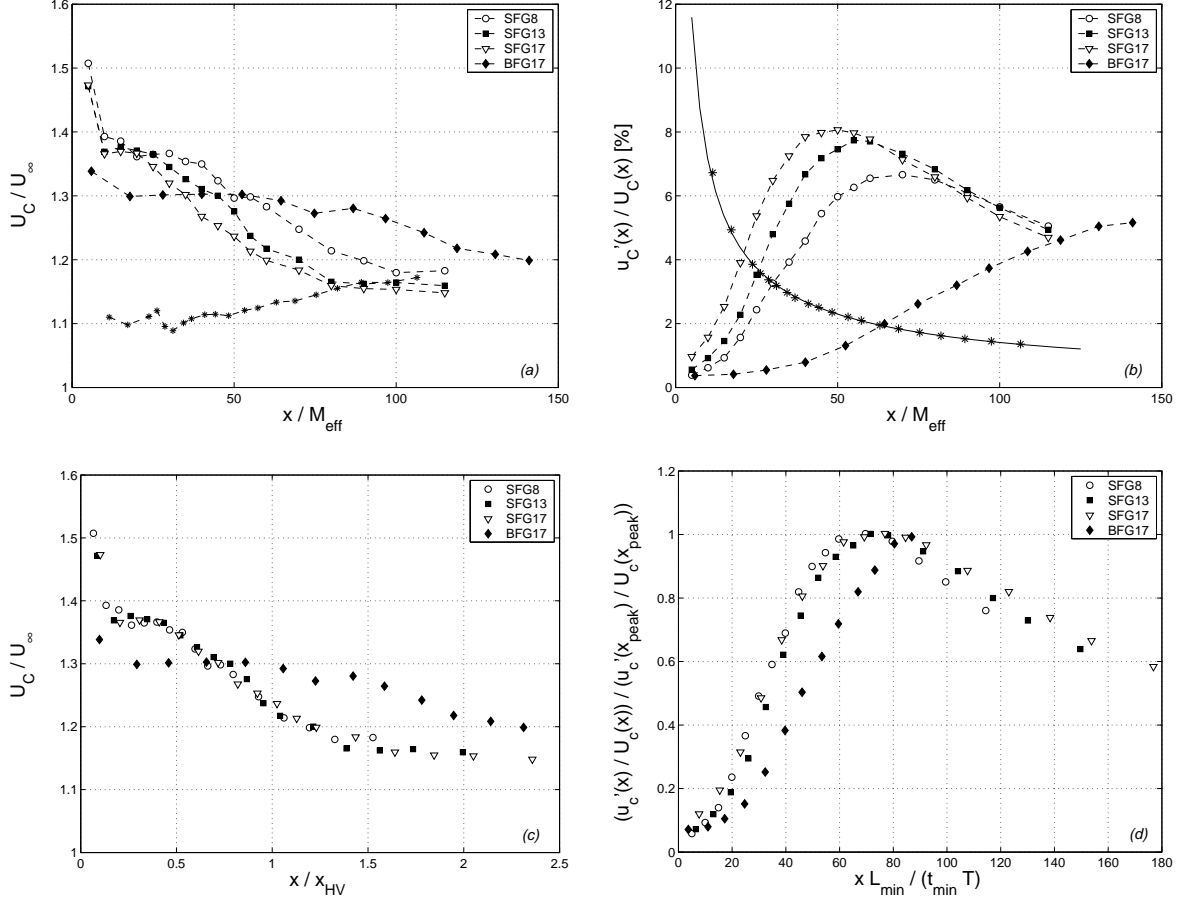 1.6
1.5
1.4
1.3
1.2
1.1
1
0
50
100
150
U_C / U_∞
x / M_eff
SFG8
SFG13
SFG17
BFG17
(a)
12
10
8
6
4
2
0
0
50
100
150
u_C'(x) / U_C(x) [%]
x / M_eff
SFG8
SFG13
SFG17
BFG17
(b)
1.6
1.5
1.4
1.3
1.2
1.1
1
0
0.5
1
1.5
2
2.5
U_C / U_∞
x / x_HV
SFG8
SFG13
SFG17
BFG17
(c)
1.2
1
0.8
0.6
0.4
0.2
0
0
20
40
60
80
100
120
140
160
180
(u_c'(x) / U_c(x)) / (u_c'(x_peak) / U_c(x_peak))
x L_min / (t_min T)
SFG8
SFG13
SFG17
BFG17
(d)